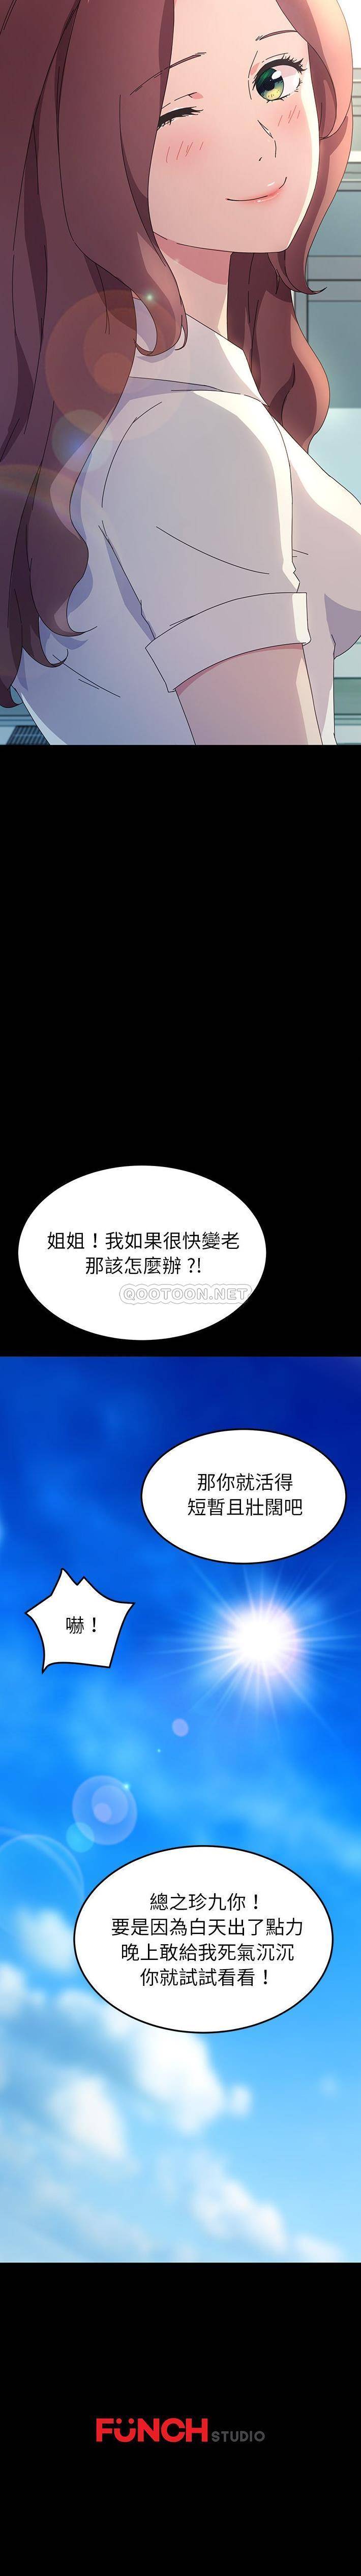 姐姐！我如果很快變老
那該怎麼辦 ?!
QOOTOON.NET
那你就活得
短暫且壯闊吧
嚇！
總之珍九你！
要是因為白天出了點力
晚上敢給我死氣沉沉
你就試試看看！
FÜNCH STUDIO